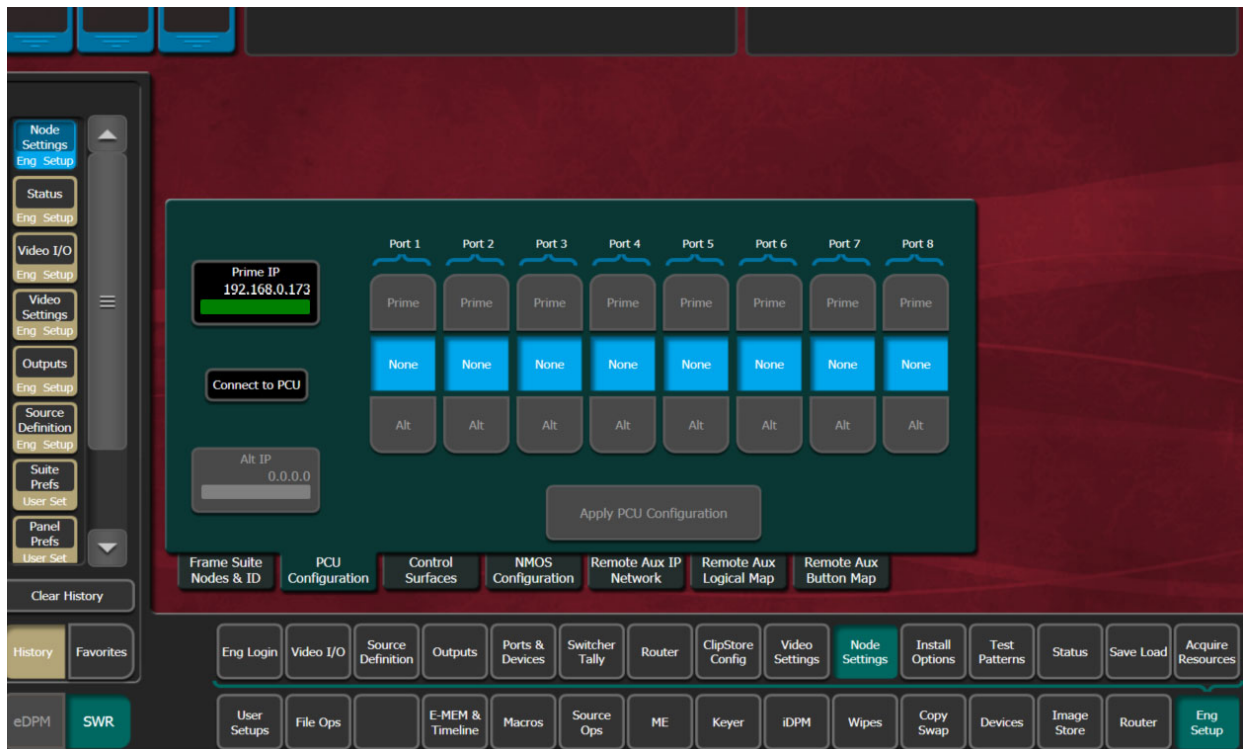 Node
Settings
Eng Setup
Status
Eng Setup
Video I/O
Eng Setup
Video
Settings
Eng Setup
Outputs
Eng Setup
Source
Definition
Eng Setup
Suite
Prefs
User Set
Panel
Prefs
User Set
Clear History
History Favorites
eDPM SWR
Port 1 Port 2 Port 3 Port 4 Port 5 Port 6 Port 7 Port 8
Prime IP
192.168.0.173
Prime Prime Prime Prime Prime Prime Prime Prime
None None None None None None None None
Connect to PCU
Alt Alt Alt Alt Alt Alt Alt Alt
Alt IP
0.0.0.0
Apply PCU Configuration
Frame Suite
Nodes & ID
PCU
Configuration
Control
Surfaces
NMOS
Configuration
Remote Aux IP
Network
Remote Aux
Logical Map
Remote Aux
Button Map
Eng Login
Video I/O
Source
Definition
Outputs
Ports &
Devices
Switcher
Tally
Router
ClipStore
Config
Video
Settings
Node
Settings
Install
Options
Test
Patterns
Status
Save Load
Acquire
Resources
User
Setups
File Ops
E-MEM &
Timeline
Macros
Source
Ops
ME
Keyer
iDPM
Wipes
Copy
Swap
Devices
Image
Store
Router
Eng
Setup